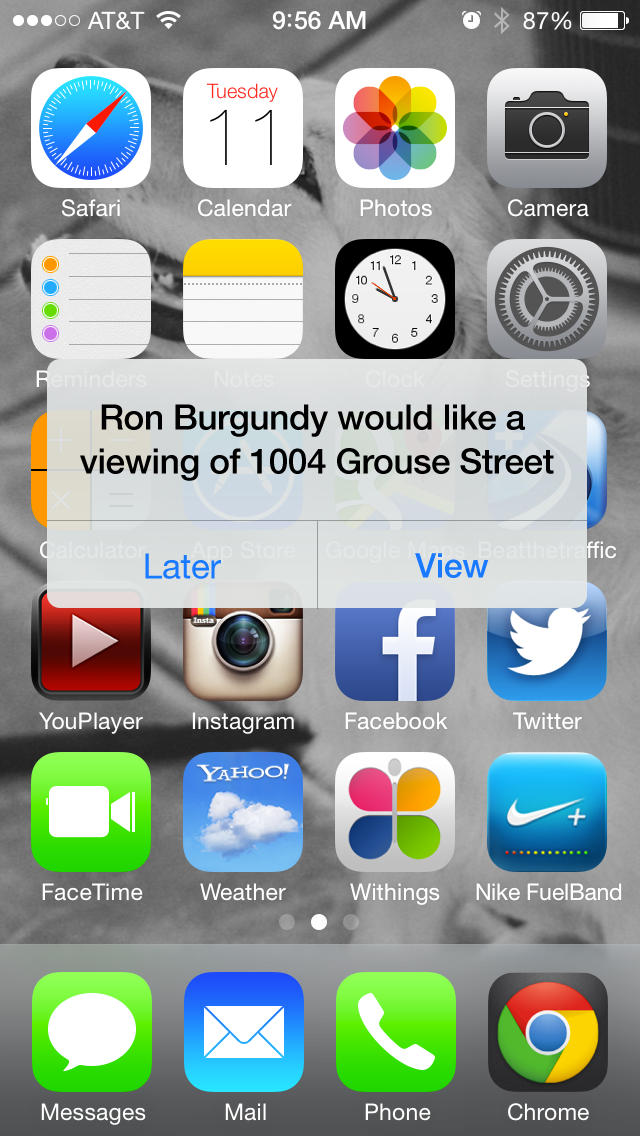 AT&T 9:56 AM 87%
Tuesday
11
Safari Calendar Photos Camera
12
11 1
10 2
9 3
8 4
7 5
6
Reminders Notes Clock Settings
Ron Burgundy would like a
viewing of 1004 Grouse Street
Calculator App Store Google Maps Beatthetraffic
Later View
Insta
YouPlayer Instagram Facebook Twitter
YAHOO!
FaceTime Weather Withings Nike FuelBand
Messages Mail Phone Chrome